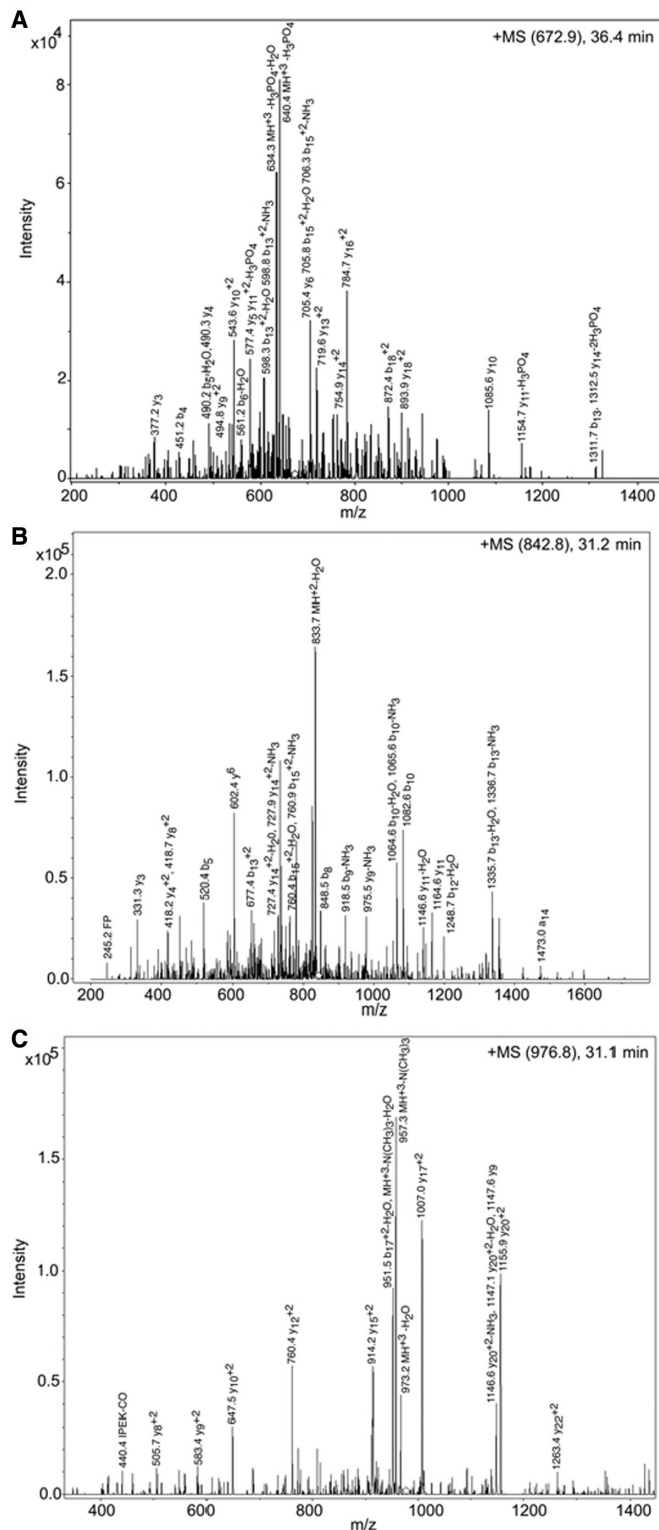 A
x10⁴
+MS (672.9), 36.4 min
Intensity
8
6
4
2
0
377.2 y₃
451.2 b₄
490.2 b₅-H₂O, 490.3 y₄
494.8 y₉⁺²
543.6 y₁₀⁺²
561.2 b₆-H₂O
577.4 y₅ y₁₁⁺²-H₃PO₄
598.3 b₁₃⁺²-H₂O 598.8 b₁₃⁺²-NH₃
634.3 MH⁺³ -H₃PO₄-H₂O
640.4 MH⁺³ -H₃PO₄
705.4 y₆ 705.8 b₁₅⁺²-H₂O 706.3 b₁₅⁺²-NH₃
719.6 y₁₃⁺²
754.9 y₁₄⁺²
784.7 y₁₆⁺²
872.4 b₁₈⁺²
893.9 y₁₈⁺²
1085.6 y₁₀
1154.7 y₁₁-H₃PO₄
1311.7 b₁₃, 1312.5 y₁₄-2H₃PO₄
200 400 600 800 1000 1200 1400
m/z
B
x10⁵
+MS (842.8), 31.2 min
Intensity
2.0
1.5
1.0
0.5
0.0
245.2 FP
331.3 y₃
418.2 y₄⁺², 418.7 y₈⁺²
520.4 b₅
602.4 y⁶
677.4 b₁₃⁺²
727.4 y₁₄⁺²-H₂0, 727.9 y₁₄⁺²-NH₃
760.4 b₁₅⁺²-H₂O, 760.9 b₁₅⁺²-NH₃
833.7 MH⁺²-H₂O
848.5 b₈
918.5 b₉-NH₃
975.5 y₉-NH₃
1064.6 b₁₀-H₂O, 1065.6 b₁₀-NH₃
1082.6 b₁₀
1146.6 y₁₁-H₂O
1164.6 y₁₁
1248.7 b₁₂-H₂O
1335.7 b₁₃-H₂O, 1336.7 b₁₃-NH₃
1473.0 a₁₄
200 400 600 800 1000 1200 1400 1600
m/z
C
x10⁵
+MS (976.8), 31.1 min
Intensity
1.5
1.0
0.5
0.0
440.4 IPEK-CO
505.7 y₈⁺²
583.4 y₉⁺²
647.5 y₁₀⁺²
760.4 y₁₂⁺²
914.2 y₁₅⁺²
951.5 b₁₇⁺²-H₂O, MH⁺³-N(CH₃)₃-H₂O
957.3 MH⁺³-N(CH₃)₃
973.2 MH⁺³ -H₂O
1007.0 y₁₇⁺²
1146.6 y₂₀⁺²-NH₃, 1147.1 y₂₀⁺²-H₂O, 1147.6 y₉
1155.9 y₂₀⁺²
1263.4 y₂₂⁺²
400 600 800 1000 1200 1400
m/z